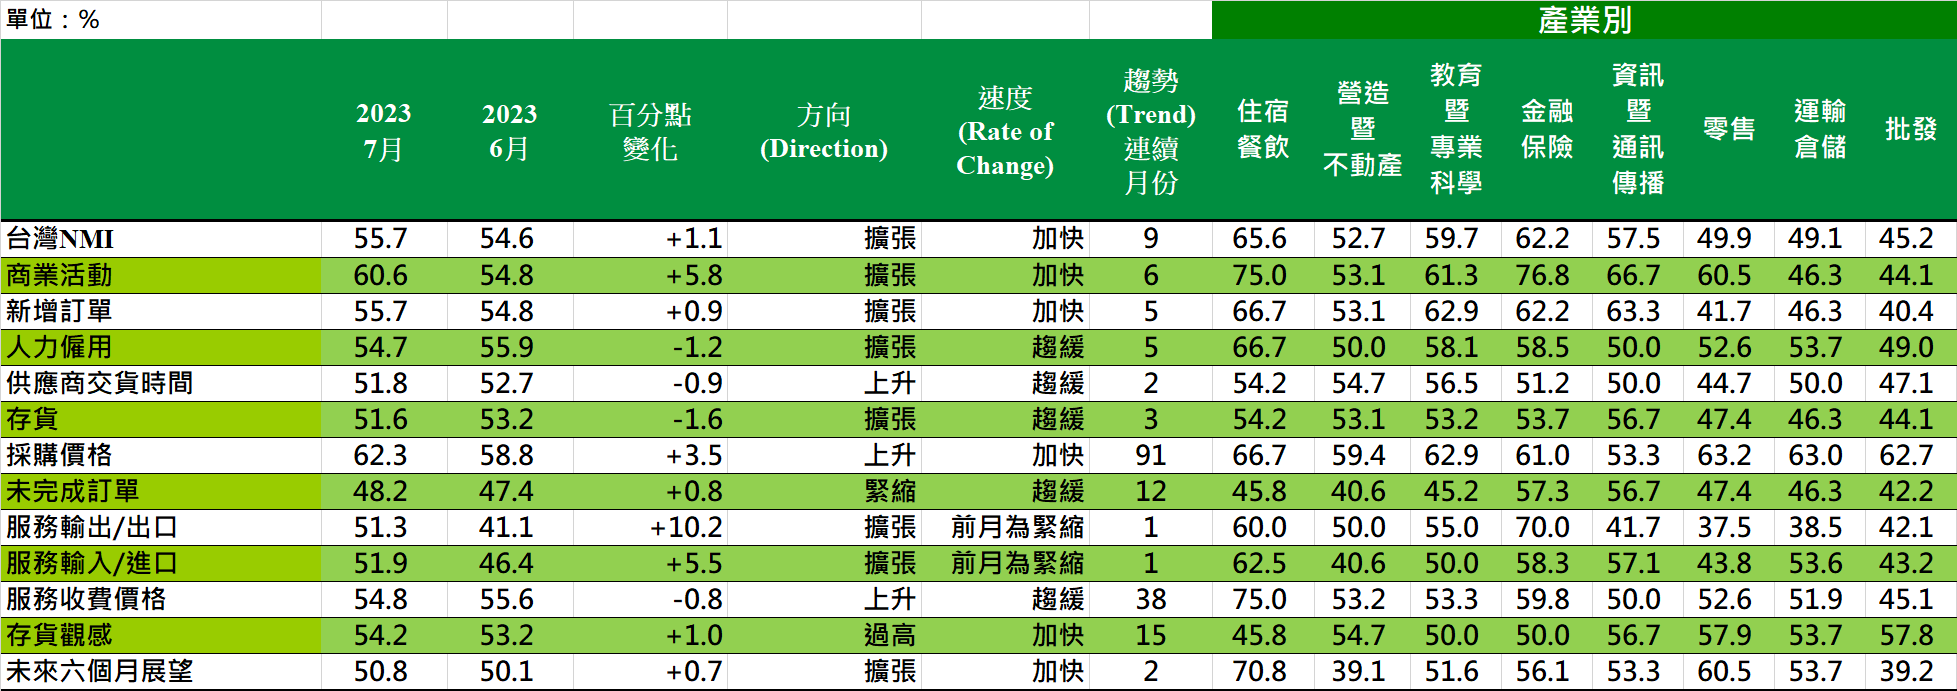 單位：%
產業別
2023 7月 2023 6月 百分點變化 方向 (Direction) 速度 (Rate of Change) 趨勢 (Trend) 連續月份 住宿餐飲 營造暨不動產 教育暨專業科學 金融保險 資訊暨通訊傳播 零售 運輸倉儲 批發
台灣NMI 55.7 54.6 +1.1 擴張 加快 9 65.6 52.7 59.7 62.2 57.5 49.9 49.1 45.2
商業活動 60.6 54.8 +5.8 擴張 加快 6 75.0 53.1 61.3 76.8 66.7 60.5 46.3 44.1
新增訂單 55.7 54.8 +0.9 擴張 加快 5 66.7 53.1 62.9 62.2 63.3 41.7 46.3 40.4
人力僱用 54.7 55.9 -1.2 擴張 趨緩 5 66.7 50.0 58.1 58.5 50.0 52.6 53.7 49.0
供應商交貨時間 51.8 52.7 -0.9 上升 趨緩 2 54.2 54.7 56.5 51.2 50.0 44.7 50.0 47.1
存貨 51.6 53.2 -1.6 擴張 趨緩 3 54.2 53.1 53.2 53.7 56.7 47.4 46.3 44.1
採購價格 62.3 58.8 +3.5 上升 加快 91 66.7 59.4 62.9 61.0 53.3 63.2 63.0 62.7
未完成訂單 48.2 47.4 +0.8 緊縮 趨緩 12 45.8 40.6 45.2 57.3 56.7 47.4 46.3 42.2
服務輸出/出口 51.3 41.1 +10.2 擴張 前月為緊縮 1 60.0 50.0 55.0 70.0 41.7 37.5 38.5 42.1
服務輸入/進口 51.9 46.4 +5.5 擴張 前月為緊縮 1 62.5 40.6 50.0 58.3 57.1 43.8 53.6 43.2
服務收費價格 54.8 55.6 -0.8 上升 趨緩 38 75.0 53.2 53.3 59.8 50.0 52.6 51.9 45.1
存貨觀感 54.2 53.2 +1.0 過高 加快 15 45.8 54.7 50.0 50.0 56.7 57.9 53.7 57.8
未來六個月展望 50.8 50.1 +0.7 擴張 加快 2 70.8 39.1 51.6 56.1 53.3 60.5 53.7 39.2